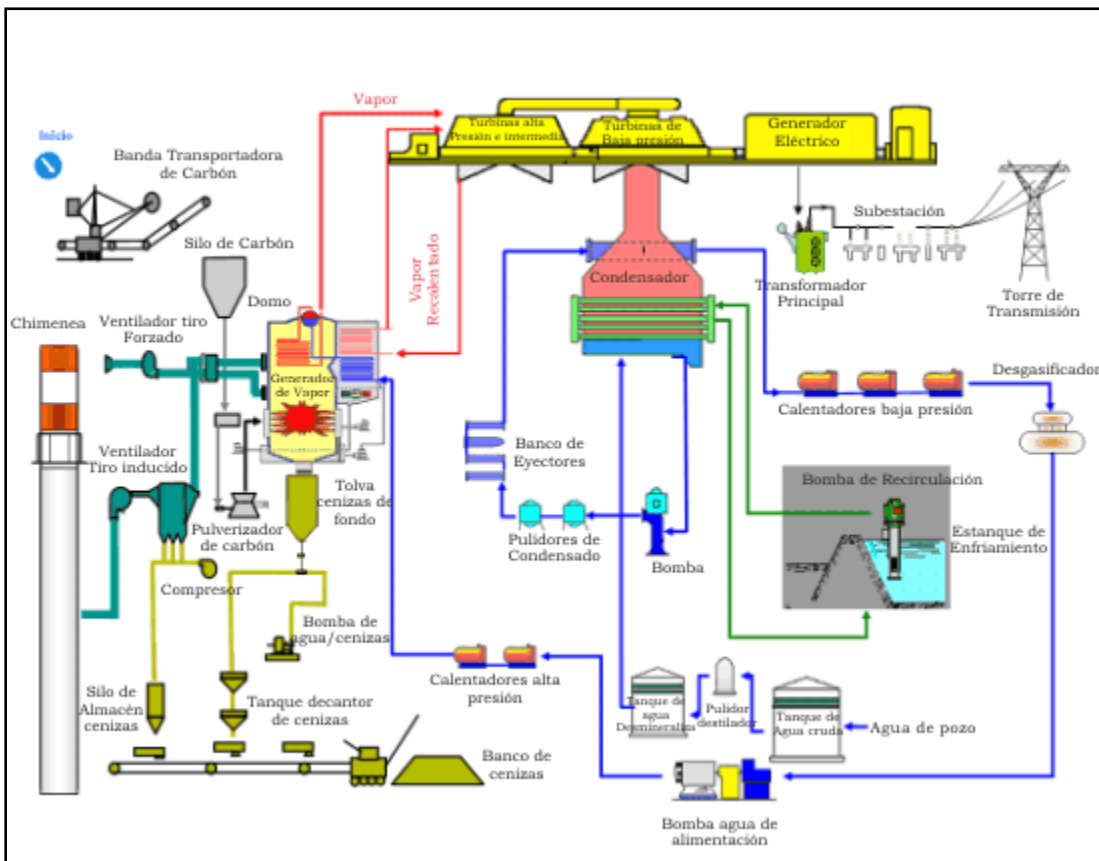 Vapor
Turbinas alta
Presión e intermedia
Turbinas de
Baja presión
Generador
Eléctrico
Inicio
Banda Transportadora
de Carbón
Silo de Carbón
Vapor
Recalentado
Condensador
Subestación
Transformador
Principal
Torre de
Transmisión
Domo
Chimenea
Ventilador tiro
Forzado
Generador
de Vapor
Desgasificador
Calentadores baja presión
Ventilador
Tiro inducido
Banco de
Eyectores
Tolva
cenizas de
fondo
Bomba de Recirculación
Pulverizador
de carbón
Pulidores de
Condensado
Bomba
Estanque de
Enfriamiento
Compresor
Bomba de
agua/cenizas
Calentadores alta
presión
Silo de
Almacén
cenizas
Tanque decantor
de cenizas
Tanque de
agua
Desmineraliza
Pulidor
destilador
Tanque de
Agua cruda
Agua de pozo
Banco de
cenizas
Bomba agua de
alimentación